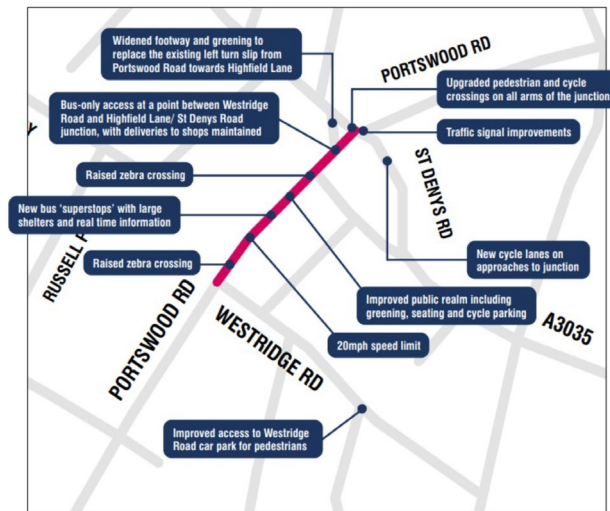 Widened footway and greening to
replace the existing left turn slip from
Portswood Road towards Highfield Lane
PORTSWOOD RD
Upgraded pedestrian and cycle
crossings on all arms of the junction
Bus-only access at a point between Westridge
Road and Highfield Lane/ St Denys Road
junction, with deliveries to shops maintained
Traffic signal improvements
Raised zebra crossing
ST DENYS RD
New bus ‘superstops’ with large
shelters and real time information
RUSSELL
New cycle lanes on
approaches to junction
Raised zebra crossing
PORTSWOOD RD
Improved public realm including
greening, seating and cycle parking
A3035
WESTRIDGE RD
20mph speed limit
Improved access to Westridge
Road car park for pedestrians